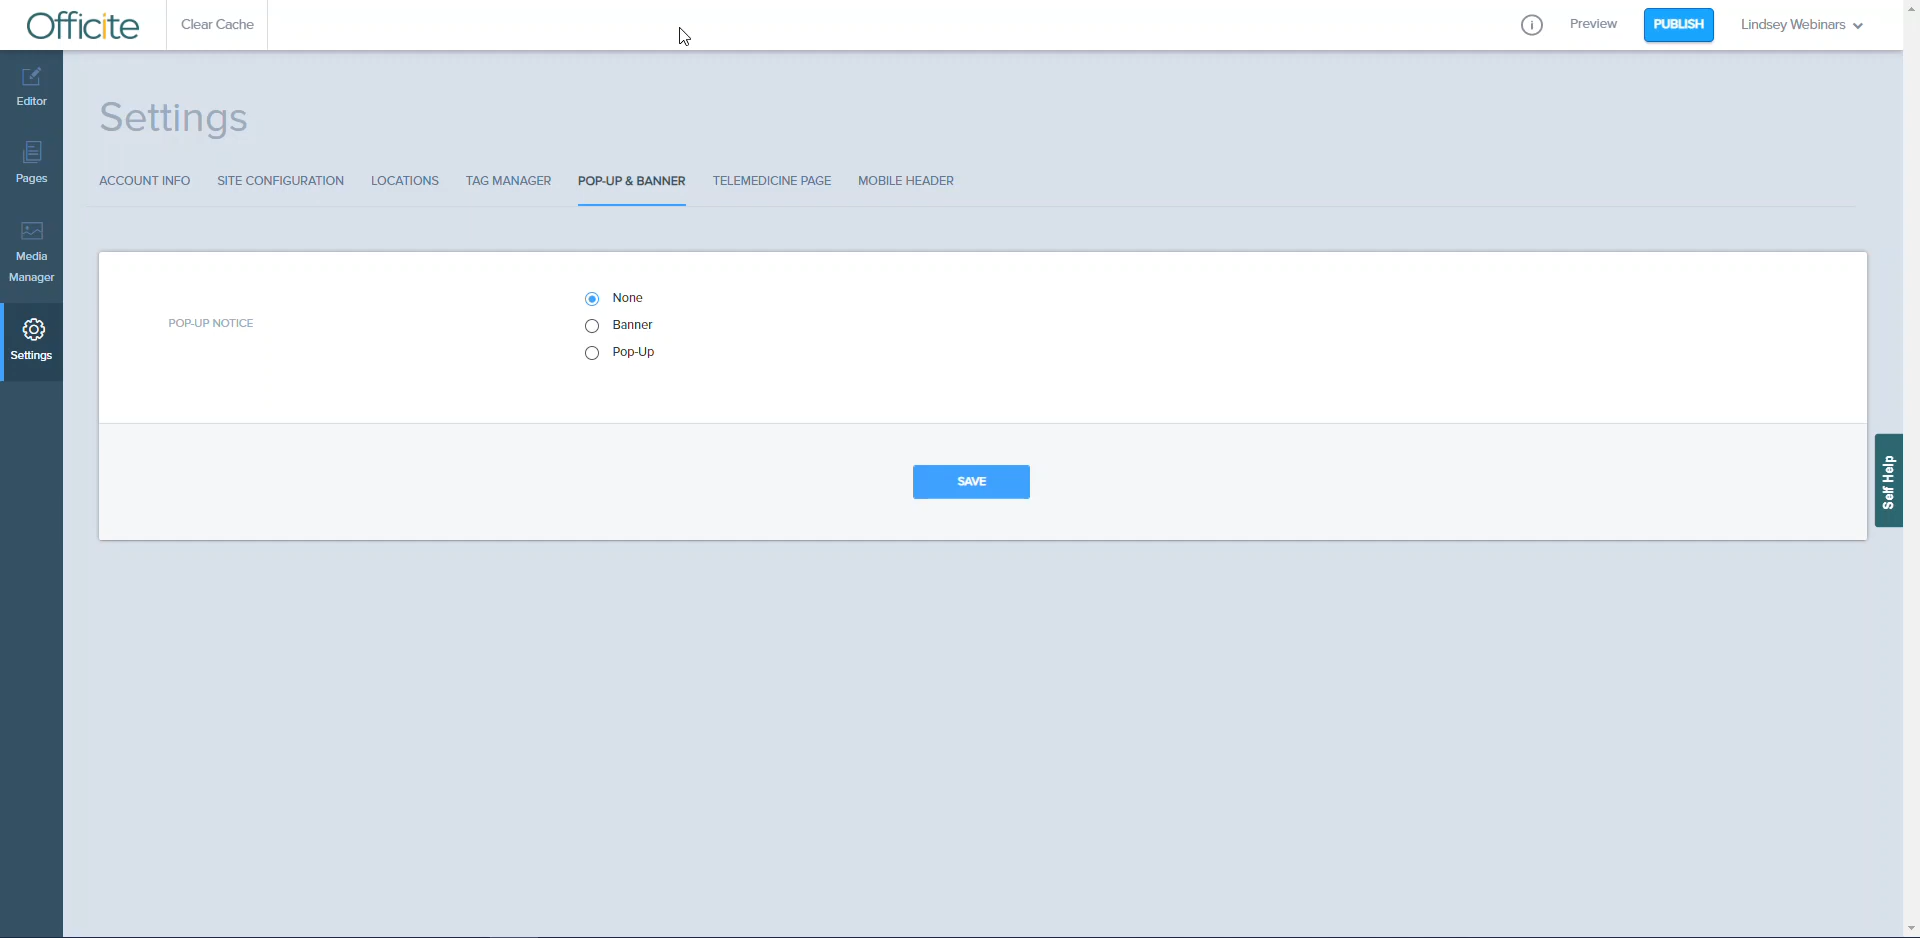 Officite
Clear Cache
Preview
PUBLISH
Lindsey Webinars
Editor
Pages
Media
Manager
Settings
Settings
ACCOUNT INFO
SITE CONFIGURATION
LOCATIONS
TAG MANAGER
POP-UP & BANNER
TELEMEDICINE PAGE
MOBILE HEADER
POP-UP NOTICE
None
Banner
Pop-Up
SAVE
Self Help